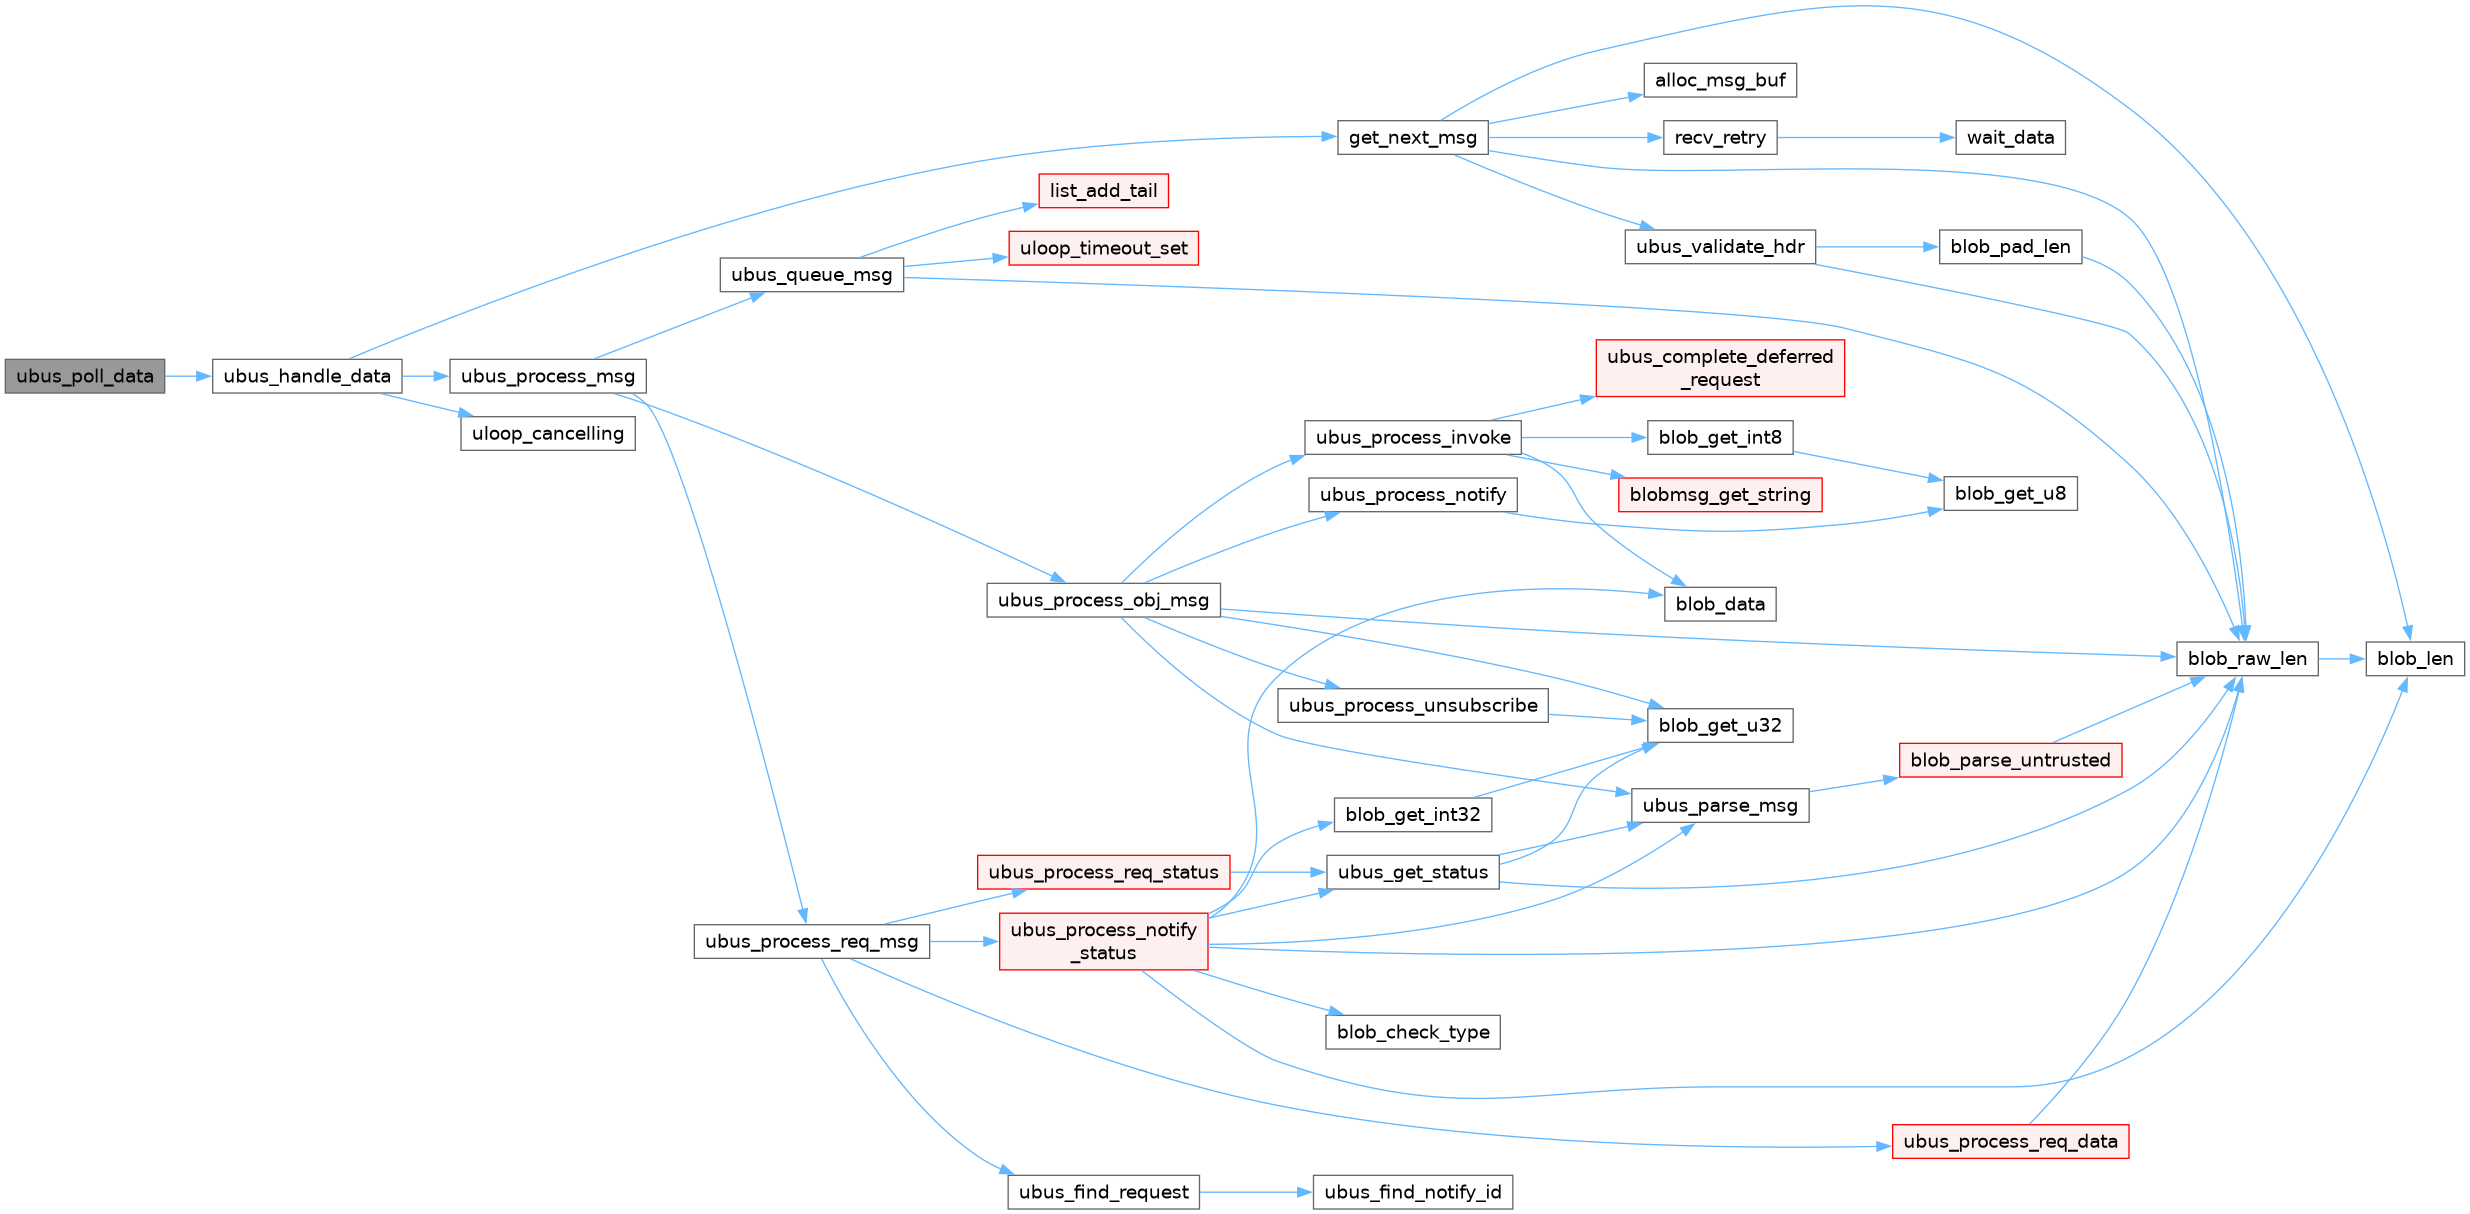 ubus_poll_data
ubus_handle_data
ubus_process_msg
uloop_cancelling
ubus_queue_msg
list_add_tail
uloop_timeout_set
get_next_msg
alloc_msg_buf
recv_retry
wait_data
ubus_validate_hdr
blob_pad_len
ubus_process_obj_msg
ubus_process_invoke
ubus_complete_deferred
_request
blob_get_int8
blobmsg_get_string
blob_get_u8
ubus_process_notify
blob_data
ubus_process_unsubscribe
blob_get_u32
blob_raw_len
blob_len
blob_parse_untrusted
ubus_parse_msg
blob_get_int32
ubus_get_status
ubus_process_req_status
ubus_process_req_msg
ubus_process_notify
_status
blob_check_type
ubus_process_req_data
ubus_find_request
ubus_find_notify_id